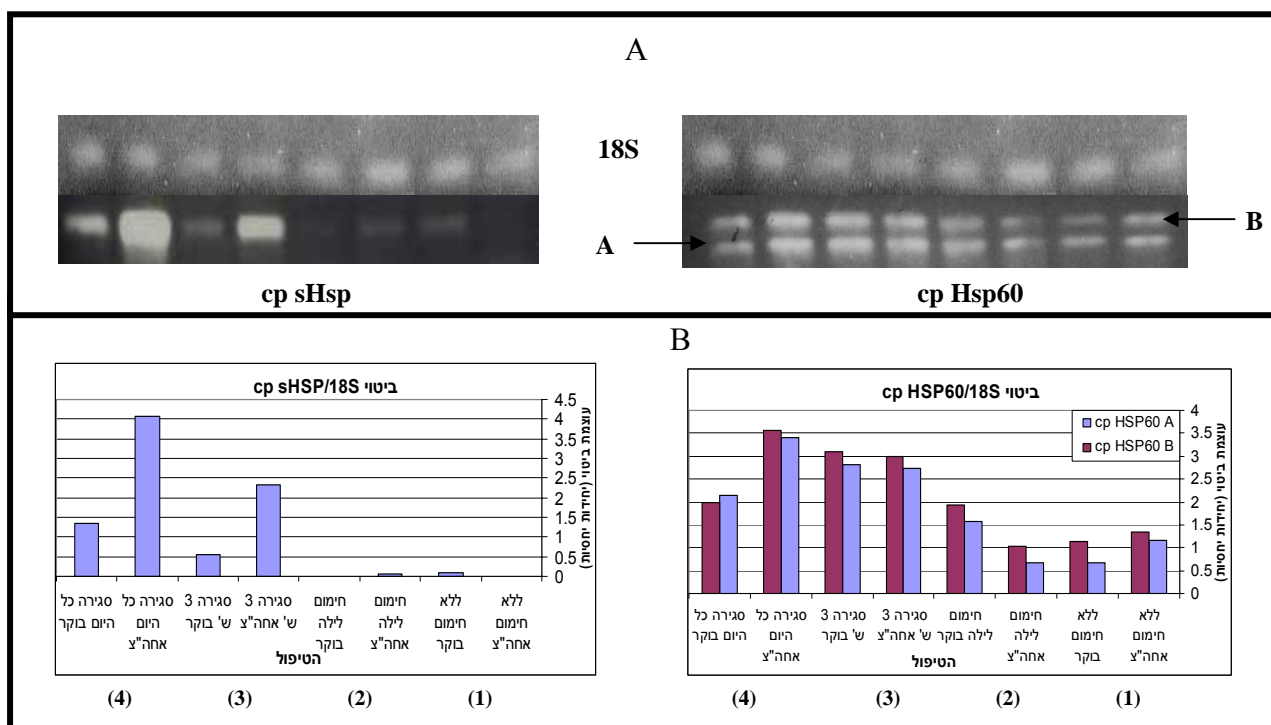 A
18S
A
B
cp sHsp
cp Hsp60
B
ביטוי cp sHSP/18S
4.5
4
3.5
3
2.5
2
1.5
1
0.5
0
עוצמת ביטוי (יחידות יחסיות)
סגירה כל היום בוקר
סגירה כל היום אחה"צ
סגירה 3 ש' בוקר
סגירה 3 ש' אחה"צ
חימום לילה בוקר
חימום לילה אחה"צ
ללא חימום בוקר
ללא חימום אחה"צ
הטיפול
(4)
(3)
(2)
(1)
ביטוי cp HSP60/18S
cp HSP60 A
cp HSP60 B
4
3.5
3
2.5
2
1.5
1
0.5
0
עוצמת ביטוי (יחידות יחסיות)
סגירה כל היום בוקר
סגירה כל היום אחה"צ
סגירה 3 ש' בוקר
סגירה 3 ש' אחה"צ
חימום לילה בוקר
חימום לילה אחה"צ
ללא חימום בוקר
ללא חימום אחה"צ
הטיפול
(4)
(3)
(2)
(1)